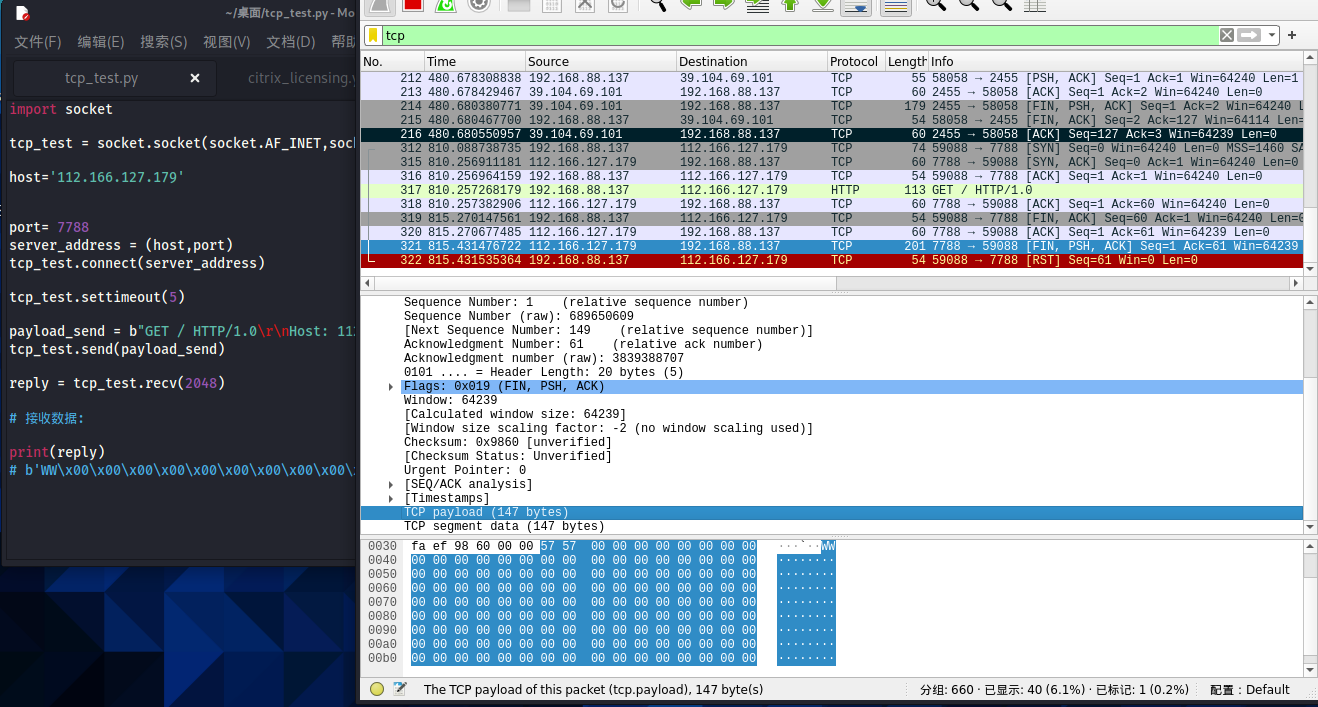 ~/桌面/tcp_test.py - Mo
文件(F) 编辑(E) 搜索(S) 视图(V) 文档(D) 帮助
tcp_test.py ✕ citrix_licensing.y
import socket
tcp_test = socket.socket(socket.AF_INET,sock
host='112.166.127.179'
port= 7788
server_address = (host,port)
tcp_test.connect(server_address)
tcp_test.settimeout(5)
payload_send = b"GET / HTTP/1.0\r\nHost: 112
tcp_test.send(payload_send)
reply = tcp_test.recv(2048)
# 接收数据:
print(reply)
# b'WW\x00\x00\x00\x00\x00\x00\x00\x00\x00\
tcp
No. Time Source Destination Protocol Length Info
212 480.678308838 192.168.88.137 39.104.69.101 TCP 55 58058 → 2455 [PSH, ACK] Seq=1 Ack=1 Win=64240 Len=1
213 480.678429467 39.104.69.101 192.168.88.137 TCP 60 2455 → 58058 [ACK] Seq=1 Ack=2 Win=64240 Len=0
214 480.680380771 39.104.69.101 192.168.88.137 TCP 179 2455 → 58058 [FIN, PSH, ACK] Seq=1 Ack=2 Win=64240 L
215 480.680467700 192.168.88.137 39.104.69.101 TCP 54 58058 → 2455 [FIN, ACK] Seq=2 Ack=127 Win=64114 Len=
216 480.680550957 39.104.69.101 192.168.88.137 TCP 60 2455 → 58058 [ACK] Seq=127 Ack=3 Win=64239 Len=0
312 810.088738735 192.168.88.137 112.166.127.179 TCP 74 59088 → 7788 [SYN] Seq=0 Win=64240 Len=0 MSS=1460 SA
315 810.256911181 112.166.127.179 192.168.88.137 TCP 60 7788 → 59088 [SYN, ACK] Seq=0 Ack=1 Win=64240 Len=0
316 810.256964159 192.168.88.137 112.166.127.179 TCP 54 59088 → 7788 [ACK] Seq=1 Ack=1 Win=64240 Len=0
317 810.257268179 192.168.88.137 112.166.127.179 HTTP 113 GET / HTTP/1.0
318 810.257382906 112.166.127.179 192.168.88.137 TCP 60 7788 → 59088 [ACK] Seq=1 Ack=60 Win=64240 Len=0
319 815.270147561 192.168.88.137 112.166.127.179 TCP 54 59088 → 7788 [FIN, ACK] Seq=60 Ack=1 Win=64240 Len=0
320 815.270677485 112.166.127.179 192.168.88.137 TCP 60 7788 → 59088 [ACK] Seq=1 Ack=61 Win=64239 Len=0
321 815.431476722 112.166.127.179 192.168.88.137 TCP 201 7788 → 59088 [FIN, PSH, ACK] Seq=1 Ack=61 Win=64239
322 815.431535364 192.168.88.137 112.166.127.179 TCP 54 59088 → 7788 [RST] Seq=61 Win=0 Len=0
Sequence Number: 1 (relative sequence number)
Sequence Number (raw): 689650609
[Next Sequence Number: 149 (relative sequence number)]
Acknowledgment Number: 61 (relative ack number)
Acknowledgment number (raw): 3839388707
0101 .... = Header Length: 20 bytes (5)
Flags: 0x019 (FIN, PSH, ACK)
Window: 64239
[Calculated window size: 64239]
[Window size scaling factor: -2 (no window scaling used)]
Checksum: 0x9860 [unverified]
[Checksum Status: Unverified]
Urgent Pointer: 0
[SEQ/ACK analysis]
[Timestamps]
TCP payload (147 bytes)
TCP segment data (147 bytes)
0030 fa ef 98 60 00 00 57 57 00 00 00 00 00 00 00 00 ···`··WW ········
0040 00 00 00 00 00 00 00 00 00 00 00 00 00 00 00 00 ········
0050 00 00 00 00 00 00 00 00 00 00 00 00 00 00 00 00 ········
0060 00 00 00 00 00 00 00 00 00 00 00 00 00 00 00 00 ········
0070 00 00 00 00 00 00 00 00 00 00 00 00 00 00 00 00 ········
0080 00 00 00 00 00 00 00 00 00 00 00 00 00 00 00 00 ········
0090 00 00 00 00 00 00 00 00 00 00 00 00 00 00 00 00 ········
00a0 00 00 00 00 00 00 00 00 00 00 00 00 00 00 00 00 ········
00b0 00 00 00 00 00 00 00 00 00 00 00 00 00 00 00 00 ········
The TCP payload of this packet (tcp.payload), 147 byte(s) 分组: 660 · 已显示: 40 (6.1%) · 已标记: 1 (0.2%) 配置：Default